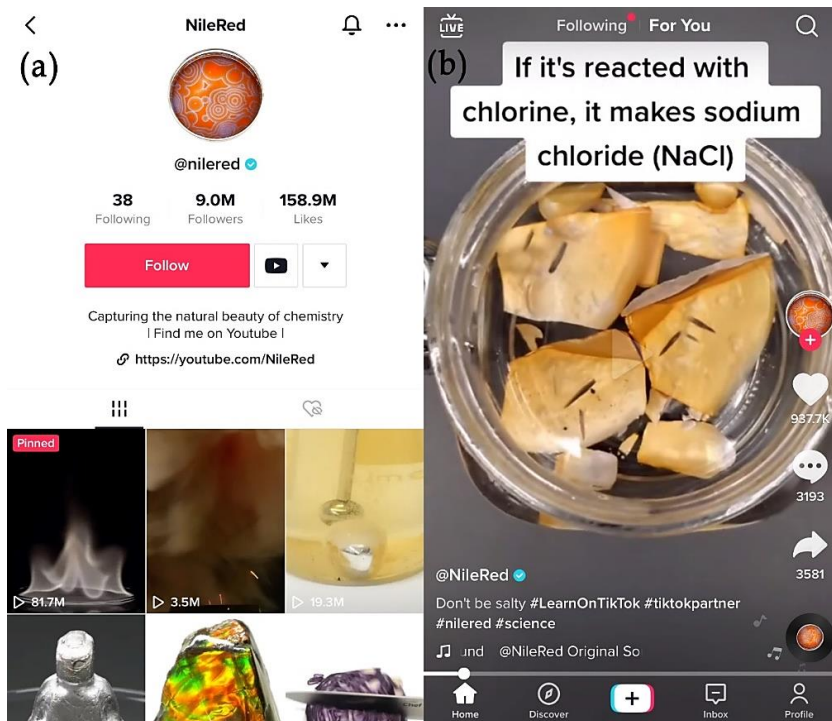 NileRed
(a)
@nilered
38 9.0M 158.9M
Following Followers Likes
Follow
Capturing the natural beauty of chemistry
| Find me on Youtube |
https://youtube.com/NileRed
Pinned
81.7M 3.5M 19.3M
Chef
LIVE
Following For You
(b)
If it's reacted with
chlorine, it makes sodium
chloride (NaCl)
937.7K
3193
3581
@NileRed
Don't be salty #LearnOnTikTok #tiktokpartner
#nilered #science
und @NileRed Original So
Home Discover Inbox Profile